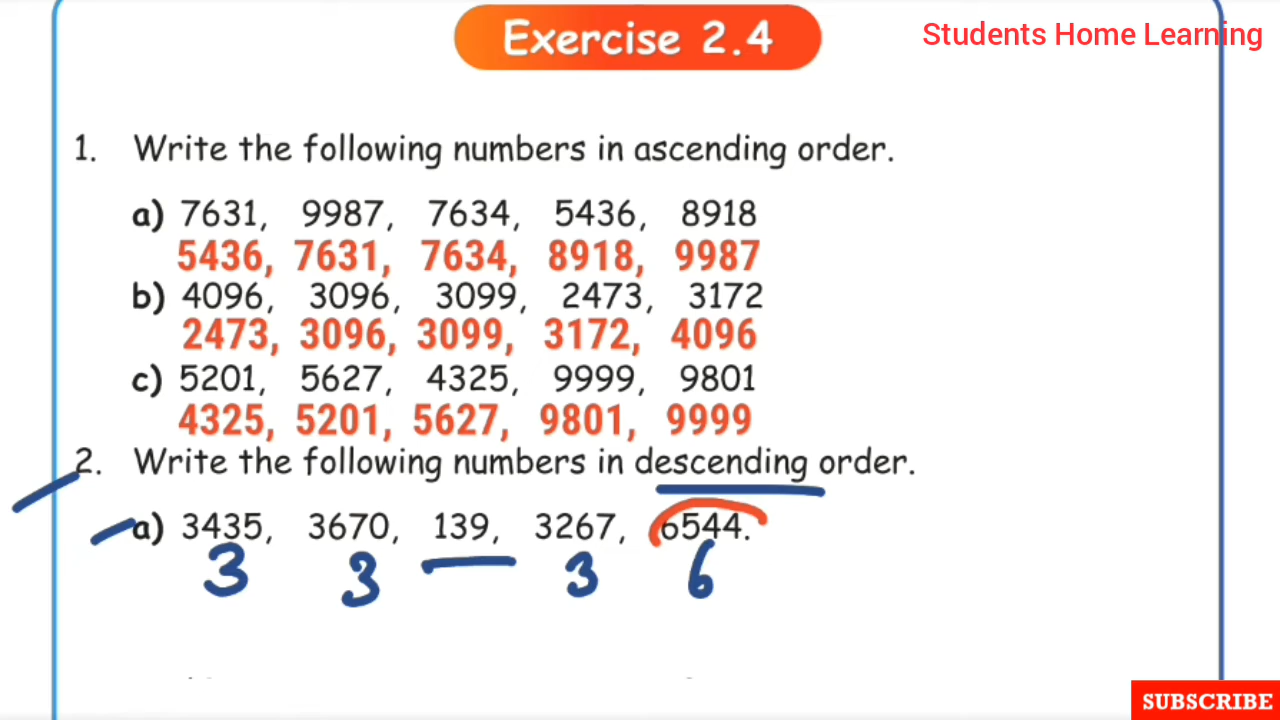 Exercise 2.4
Students Home Learning
1. Write the following numbers in ascending order.
a) 7631, 9987, 7634, 5436, 8918
5436, 7631, 7634, 8918, 9987
b) 4096, 3096, 3099, 2473, 3172
2473, 3096, 3099, 3172, 4096
c) 5201, 5627, 4325, 9999, 9801
4325, 5201, 5627, 9801, 9999
2. Write the following numbers in descending order.
a) 3435, 3670, 139, 3267, 6544.
3 3 3 6
SUBSCRIBE